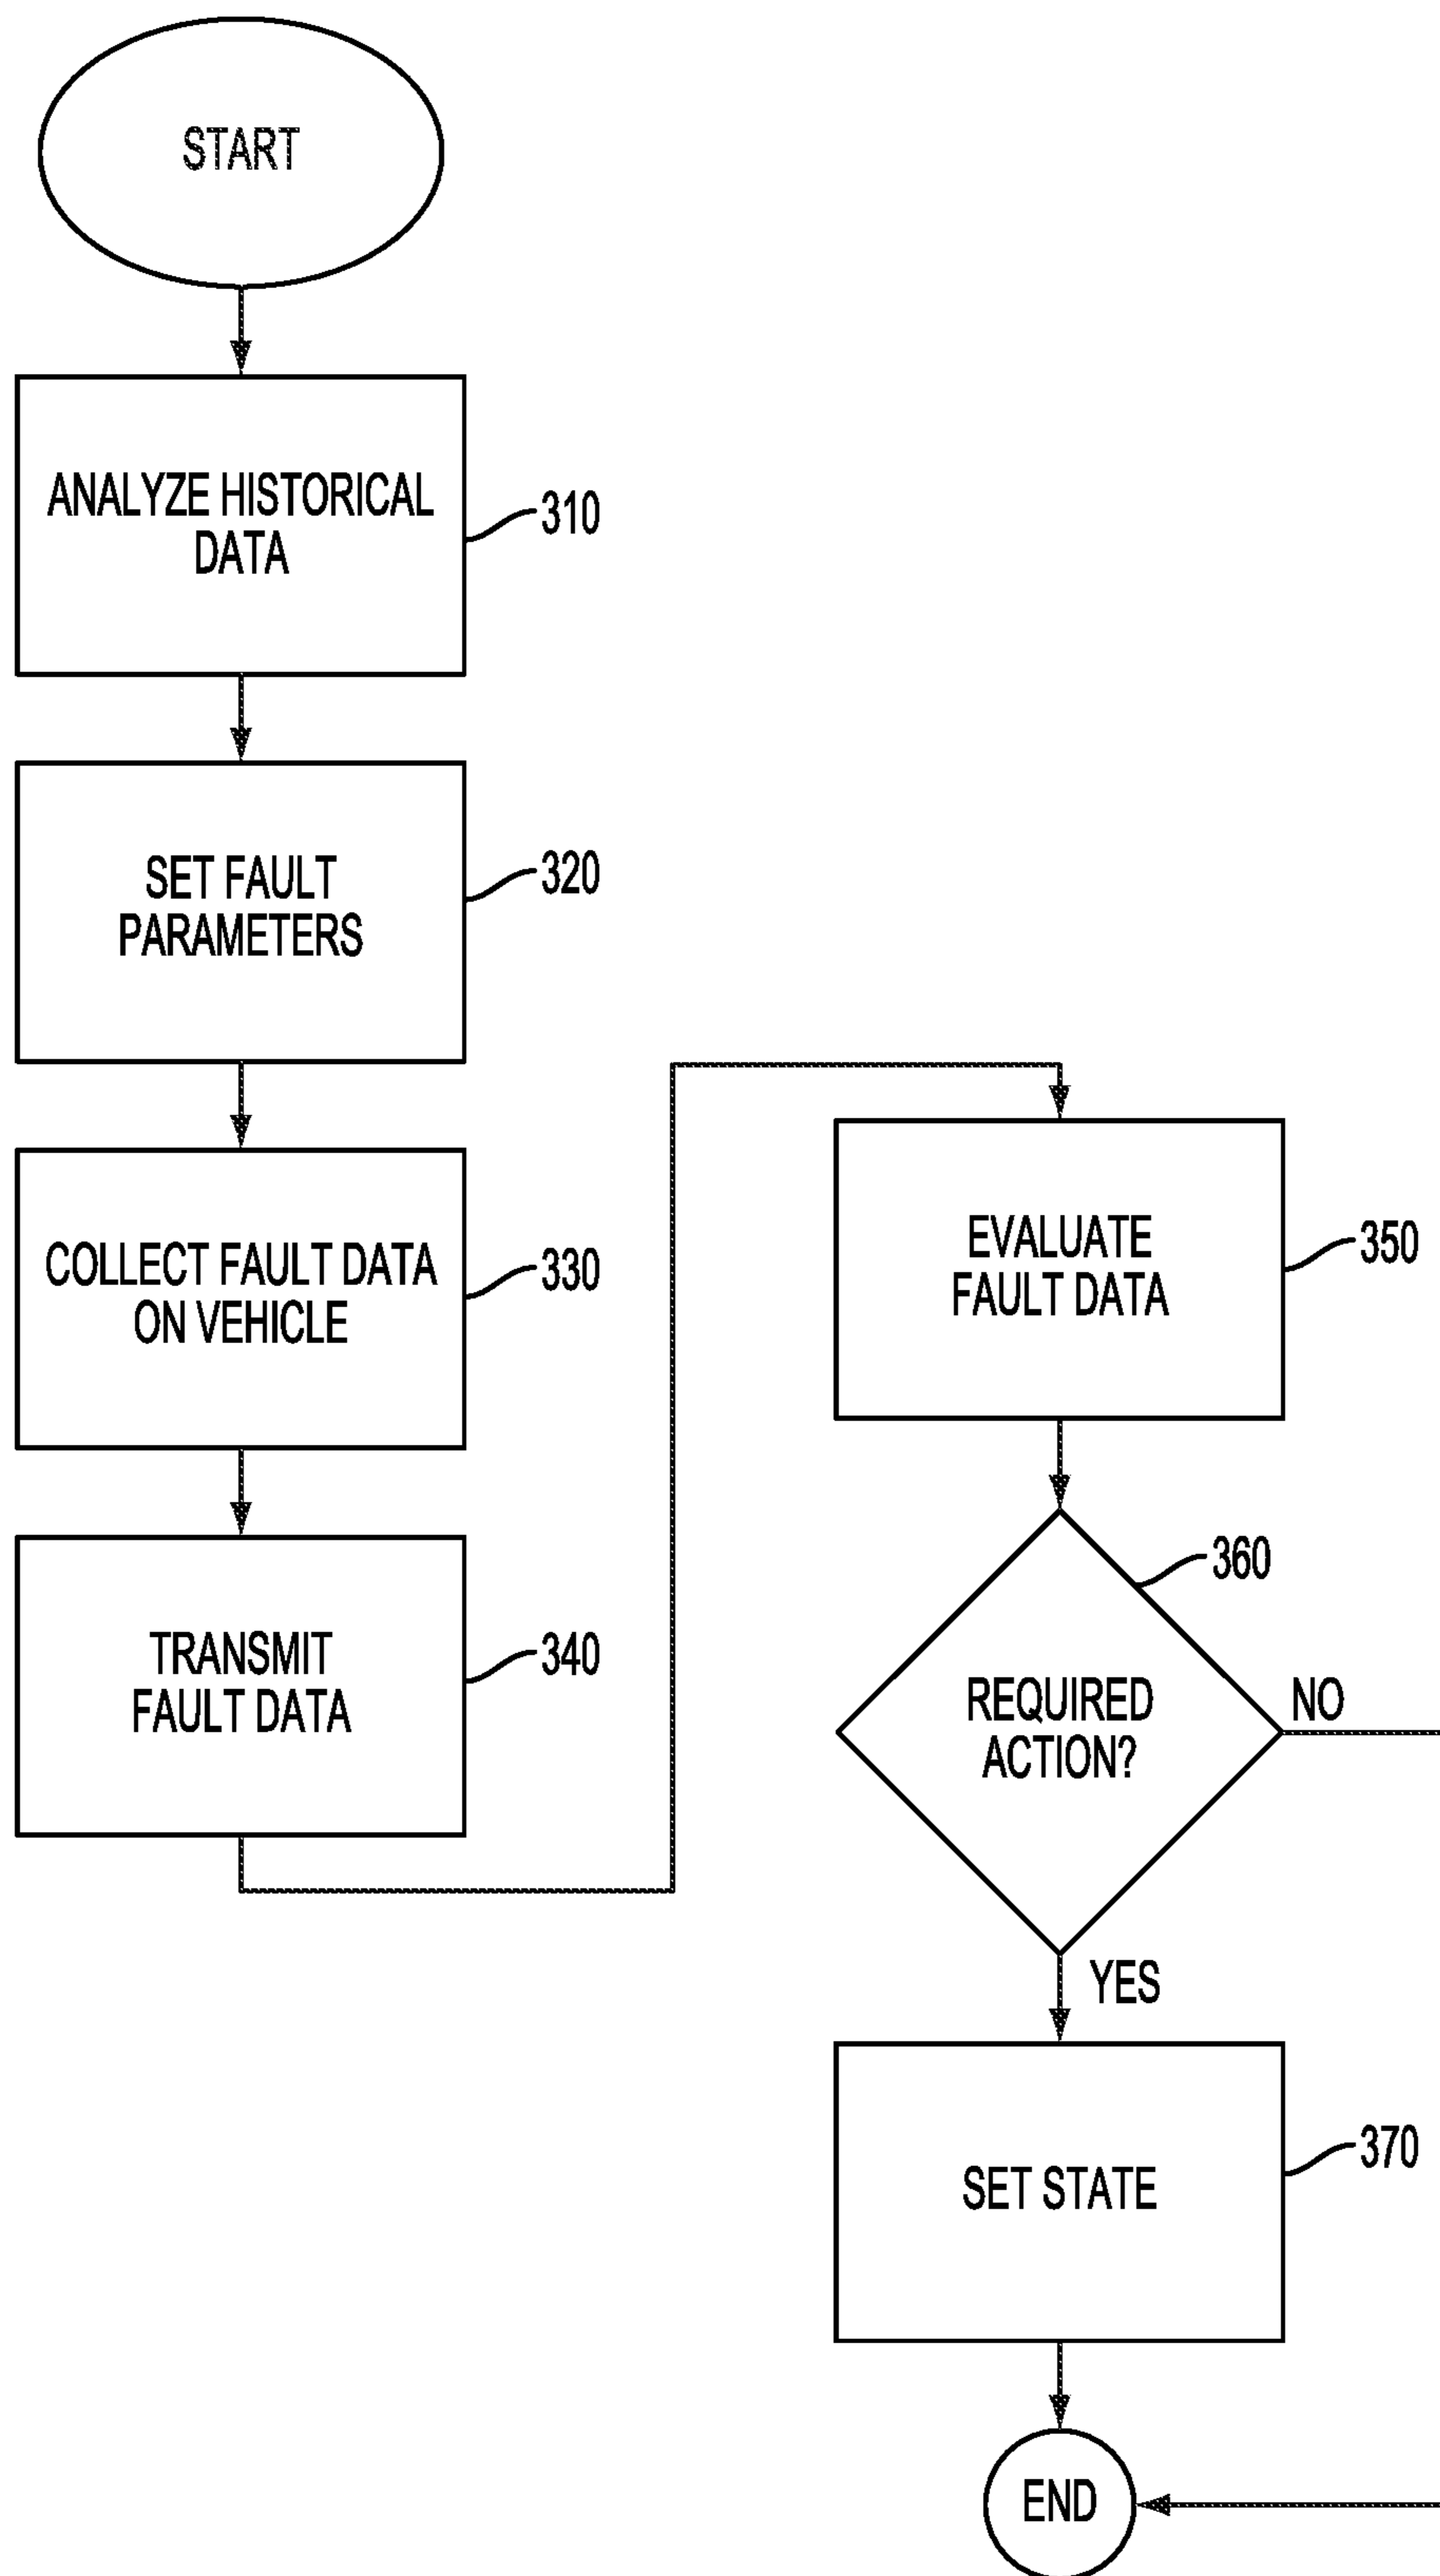 START
ANALYZE HISTORICAL
DATA
310
SET FAULT
PARAMETERS
320
COLLECT FAULT DATA
ON VEHICLE
330
TRANSMIT
FAULT DATA
340
EVALUATE
FAULT DATA
350
360
REQUIRED
ACTION?
NO
YES
SET STATE
370
END